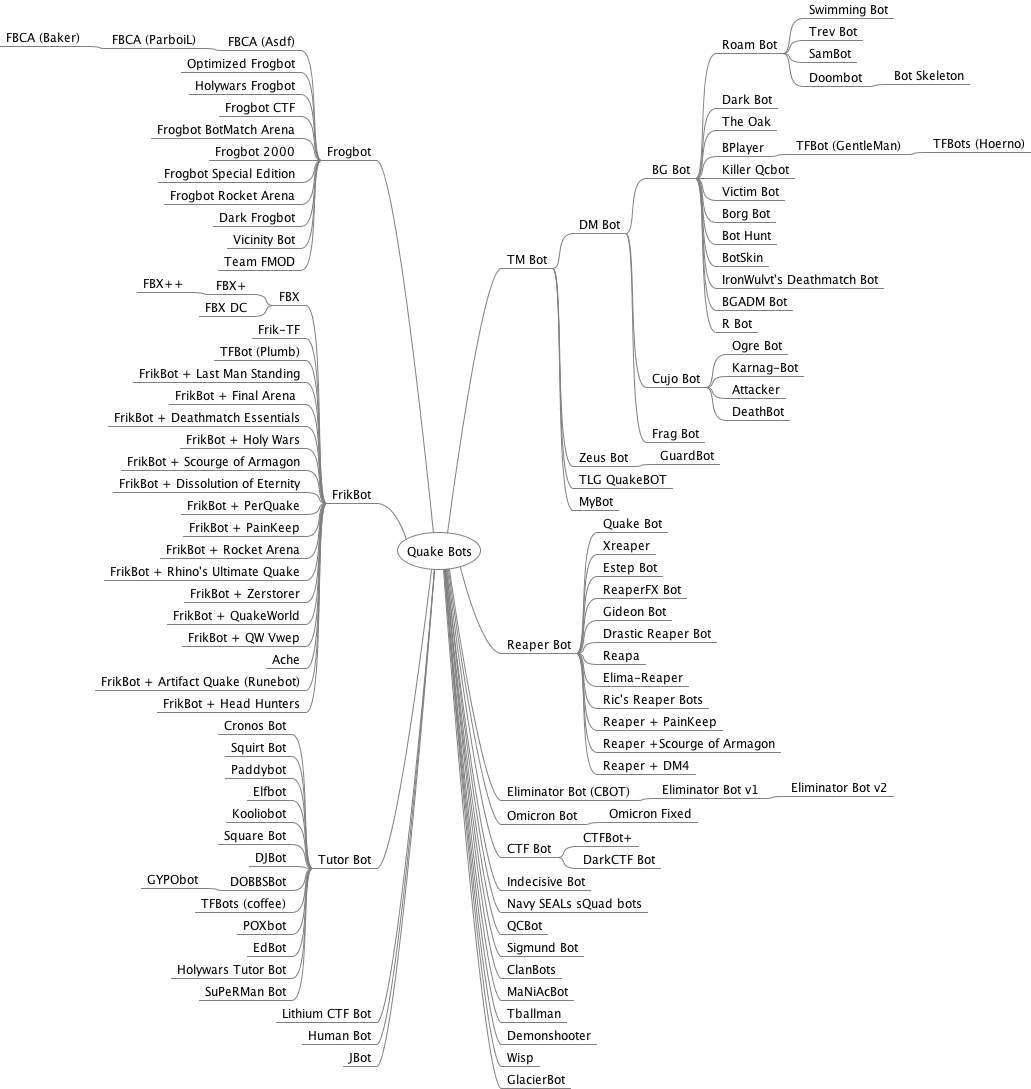 Quake Bots
Frogbot
FBCA (Asdf)
FBCA (ParboiL)
FBCA (Baker)
Optimized Frogbot
Holywars Frogbot
Frogbot CTF
Frogbot BotMatch Arena
Frogbot 2000
Frogbot Special Edition
Frogbot Rocket Arena
Dark Frogbot
Vicinity Bot
Team FMOD
FrikBot
FBX
FBX+
FBX++
FBX DC
Frik-TF
TFBot (Plumb)
FrikBot + Last Man Standing
FrikBot + Final Arena
FrikBot + Deathmatch Essentials
FrikBot + Holy Wars
FrikBot + Scourge of Armagon
FrikBot + Dissolution of Eternity
FrikBot + PerQuake
FrikBot + PainKeep
FrikBot + Rocket Arena
FrikBot + Rhino's Ultimate Quake
FrikBot + Zerstorer
FrikBot + QuakeWorld
FrikBot + QW Vwep
Ache
FrikBot + Artifact Quake (Runebot)
FrikBot + Head Hunters
Tutor Bot
Cronos Bot
Squirt Bot
Paddybot
Elfbot
Kooliobot
Square Bot
DJBot
DOBBSBot
GYPObot
TFBots (coffee)
POXbot
EdBot
Holywars Tutor Bot
SuPeRMan Bot
Lithium CTF Bot
Human Bot
JBot
TM Bot
DM Bot
BG Bot
Roam Bot
Swimming Bot
Trev Bot
SamBot
Doombot
Bot Skeleton
Dark Bot
The Oak
BPlayer
TFBot (GentleMan)
TFBots (Hoerno)
Killer Qcbot
Victim Bot
Borg Bot
Bot Hunt
BotSkin
IronWulvt's Deathmatch Bot
BGADM Bot
R Bot
Cujo Bot
Ogre Bot
Karnag-Bot
Attacker
DeathBot
Frag Bot
Zeus Bot
GuardBot
TLG QuakeBOT
MyBot
Reaper Bot
Quake Bot
Xreaper
Estep Bot
ReaperFX Bot
Gideon Bot
Drastic Reaper Bot
Reapa
Elima-Reaper
Ric's Reaper Bots
Reaper + PainKeep
Reaper +Scourge of Armagon
Reaper + DM4
Eliminator Bot (CBOT)
Eliminator Bot v1
Eliminator Bot v2
Omicron Bot
Omicron Fixed
CTF Bot
CTFBot+
DarkCTF Bot
Indecisive Bot
Navy SEALs sQuad bots
QCBot
Sigmund Bot
ClanBots
MaNiAcBot
Tballman
Demonshooter
Wisp
GlacierBot